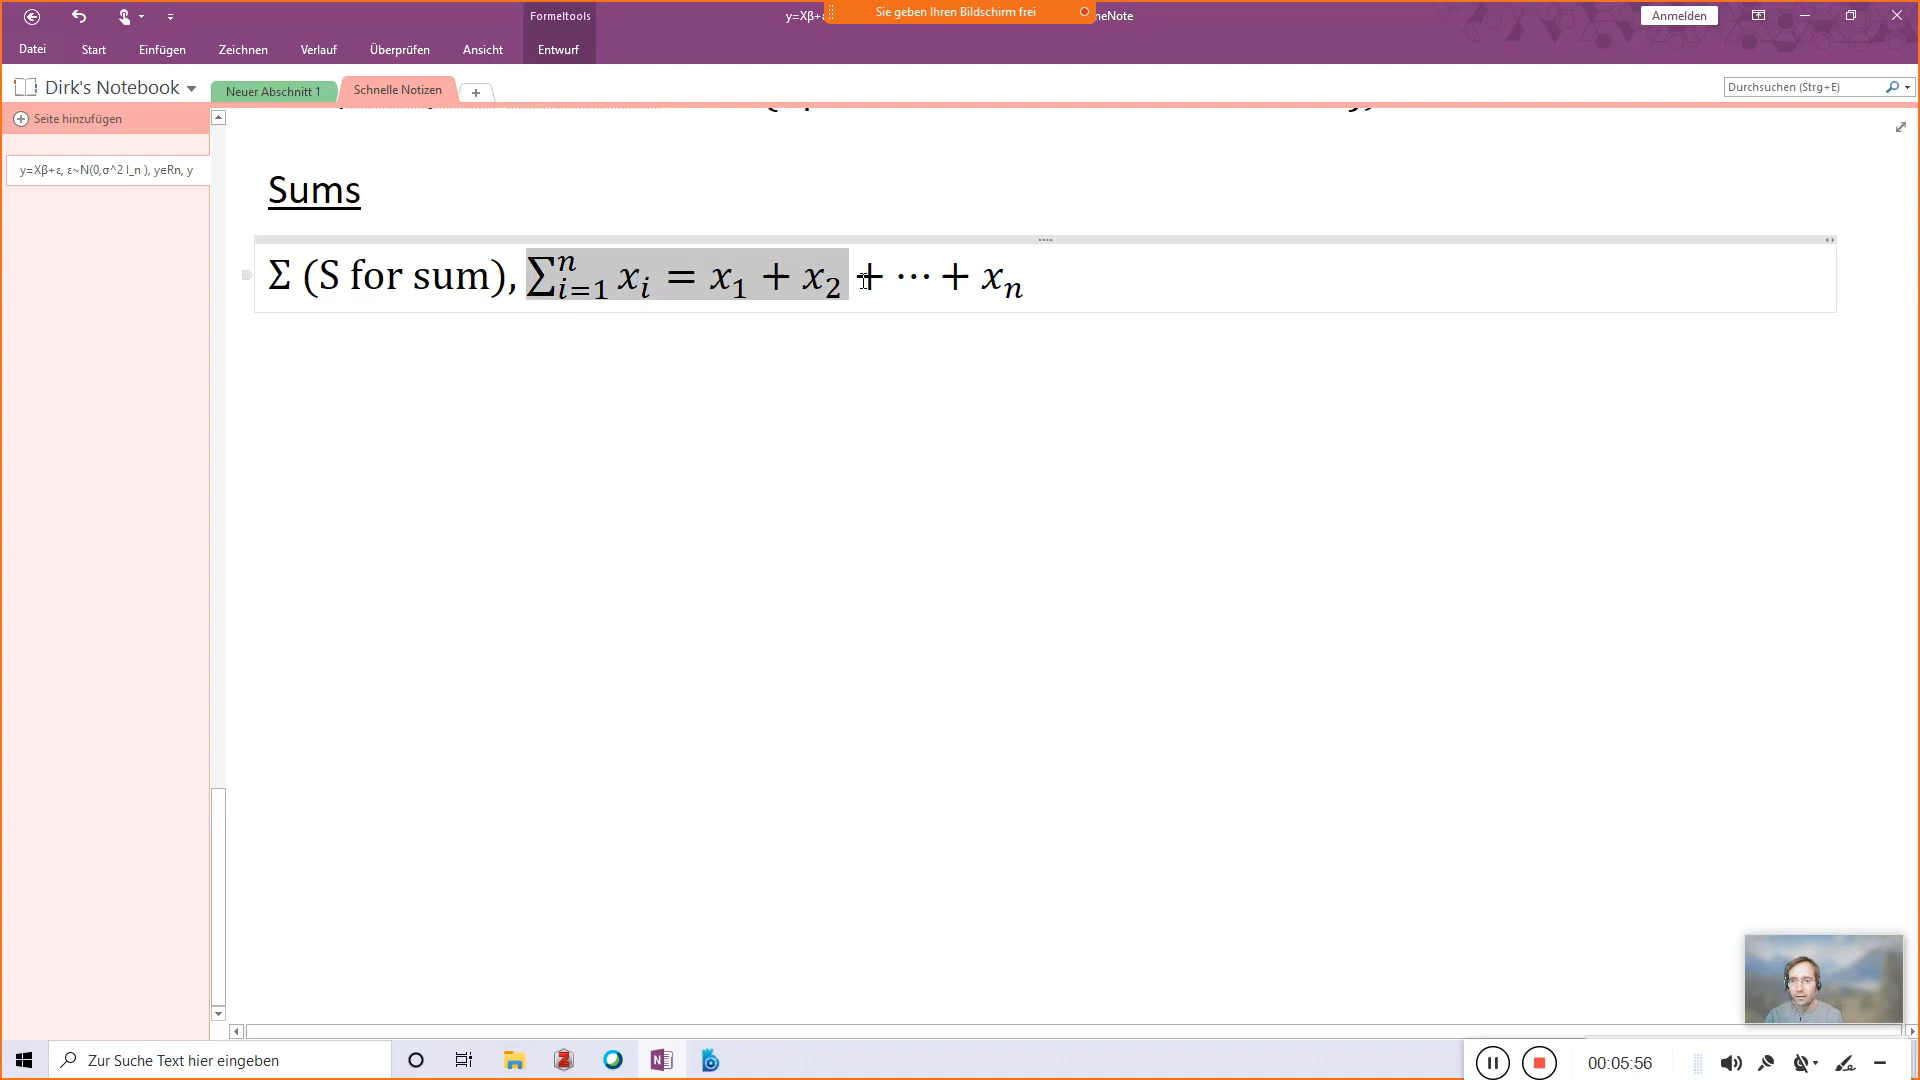 Formeltools
y=Xβ+ε
Sie geben Ihren Bildschirm frei
neNote
Anmelden
Datei
Start
Einfügen
Zeichnen
Verlauf
Überprüfen
Ansicht
Entwurf
Dirk's Notebook
Neuer Abschnitt 1
Schnelle Notizen
Durchsuchen (Strg+E)
Seite hinzufügen
y=Xβ+ε, ε~N(0,σ^2 I_n ), y∈Rn, y
Sums
Σ (S for sum), ∑ⁿᵢ₌₁ xᵢ = x₁ + x₂ + ⋯ + xₙ
Zur Suche Text hier eingeben
00:05:56